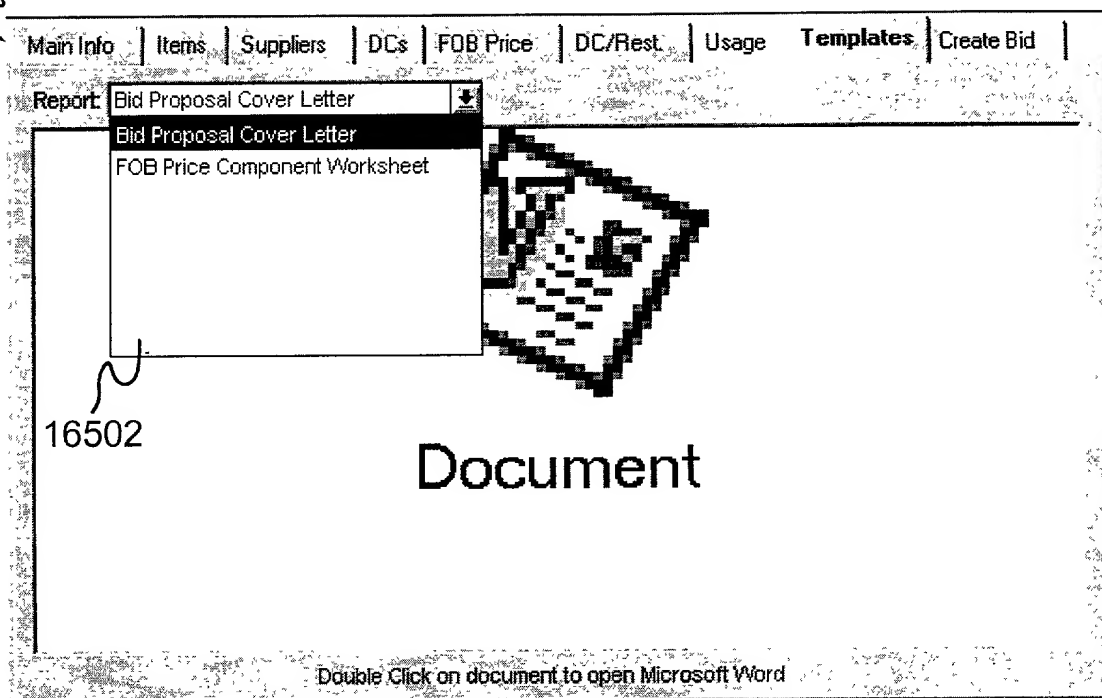 Main Info Items Suppliers DCs FOB Price DC/Rest Usage Templates Create Bid
Report: Bid Proposal Cover Letter
Bid Proposal Cover Letter
FOB Price Component Worksheet
16502
Document
Double Click on document to open Microsoft Word